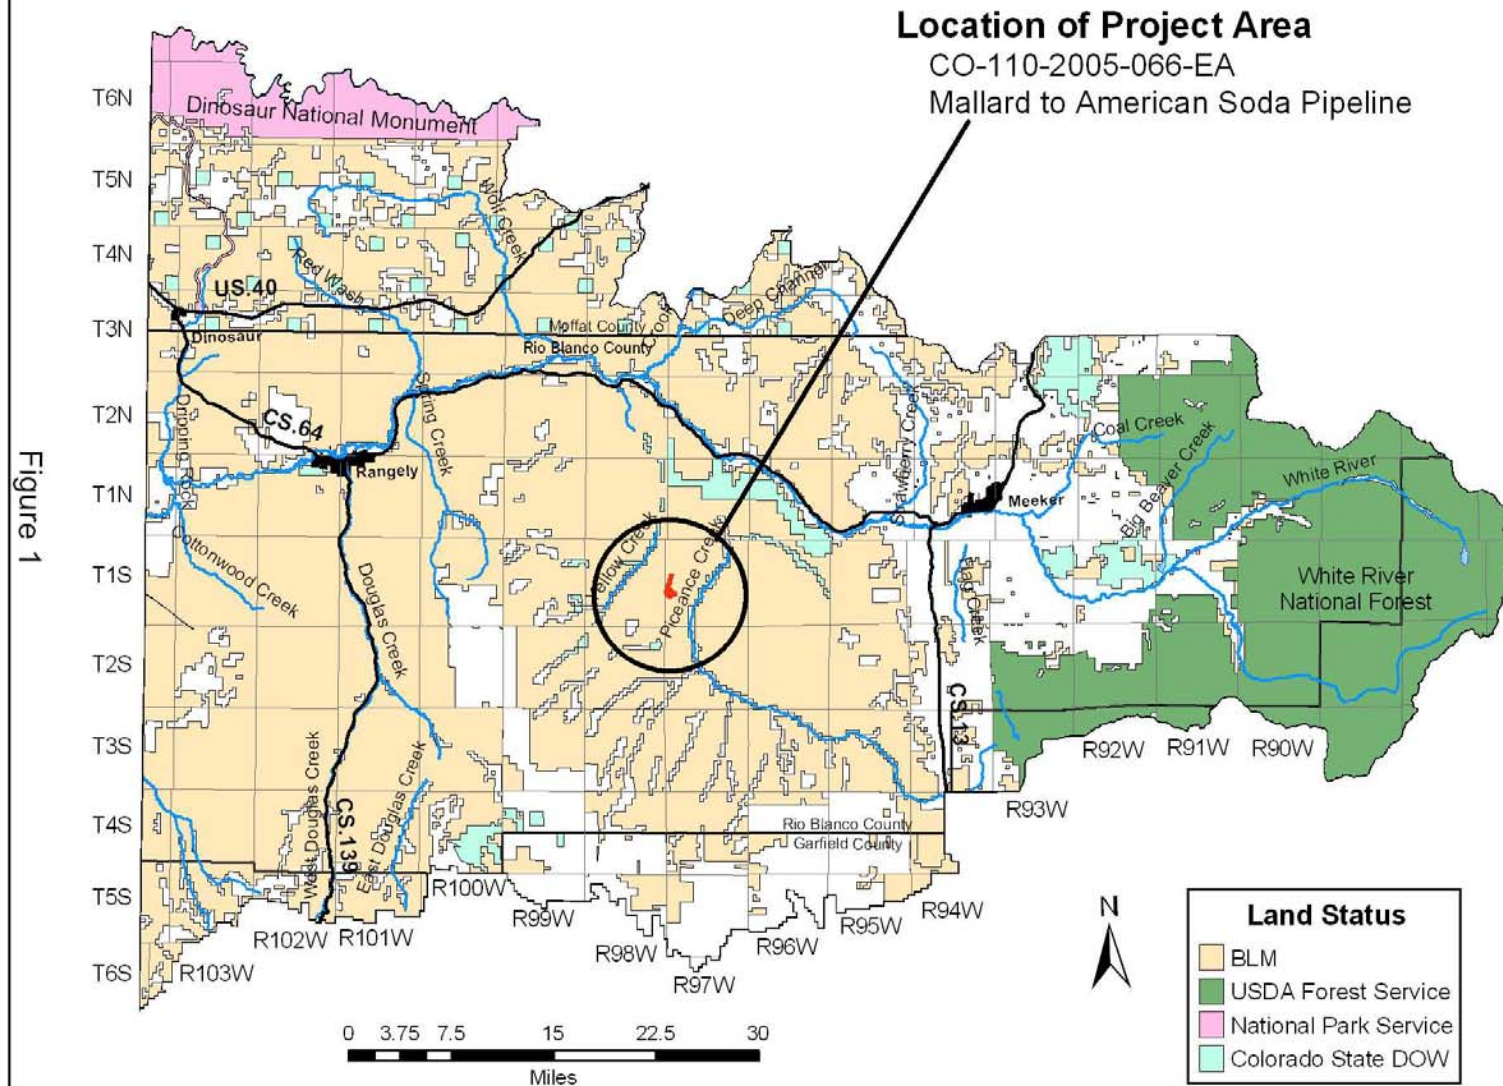 Location of Project Area
CO-110-2005-066-EA
Mallard to American Soda Pipeline
T6N
Dinosaur National Monument
T5N
Wolf Creek
T4N
Red Wash
US.40
Deep Channel
T3N
Moffat County
Crook
Dinosaur
Rio Blanco County
T2N
Dripping Rock
CS.64
Spring Creek
Strawberry Creek
Coal Creek
Big Beaver Creek
White River
Rangely
T1N
Meeker
Figure 1
Cottonwood Creek
Yellow Creek
Piceance Creek
T1S
Douglas Creek
Flag Creek
White River
National Forest
T2S
CS.13
T3S
West Douglas Creek
East Douglas Creek
R92W
R91W
R90W
CS.139
R93W
T4S
Rio Blanco County
Garfield County
R100W
T5S
R99W
R94W
R95W
R102W
R101W
R98W
R96W
T6S
R103W
R97W
N
Land Status
BLM
USDA Forest Service
National Park Service
Colorado State DOW
0 3.75 7.5 15 22.5 30
Miles